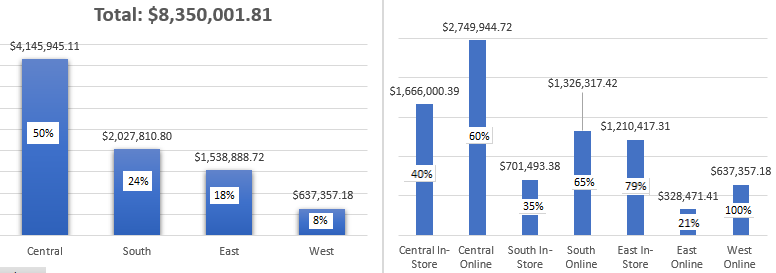 Total: $8,350,001.81
$4,145,945.11
$2,027,810.80
$1,538,888.72
$637,357.18
50%
24%
18%
8%
Central
South
East
West
$2,749,944.72
$1,666,000.39
$1,326,317.42
$1,210,417.31
$701,493.38
$328,471.41
$637,357.18
40%
60%
35%
65%
79%
21%
100%
Central In-
Store
Central
Online
South In-
Store
South
Online
East In-
Store
East
Online
West
Online